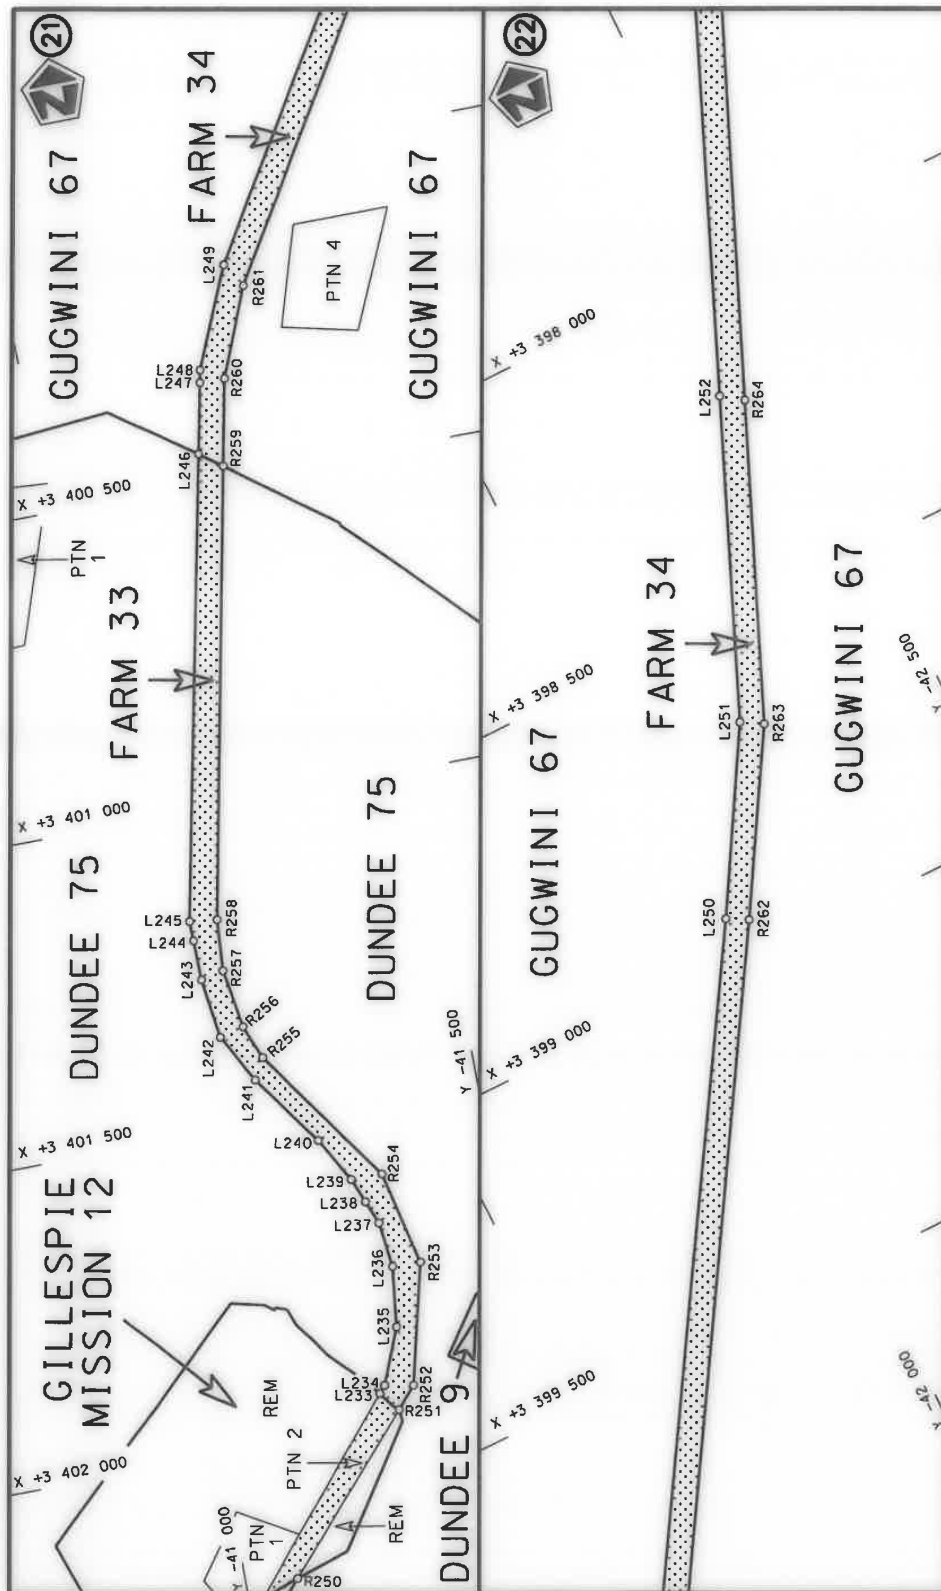 21
N
GUGWINI 67
FARM 34
L249
R261
PTN 4
GUGWINI 67
L248
L247
R260
L246
R259
X +3 400 500
PTN
1
FARM 33
X +3 401 000
DUNDEE 75
L245
L244
L243
L242
L241
R258
R257
R256
R255
DUNDEE 75
L240
L239
L238
L237
L236
L235
L234
L233
R254
R253
R252
R251
Y -41 500
X +3 401 500
GILLESPIE
MISSION 12
REM
PTN 2
X +3 402 000
Y -41 000
PTN
1
REM
R250
DUNDEE 9
22
N
X +3 398 000
L252
R264
FARM 34
GUGWINI 67
L251
R263
Y -42 500
X +3 398 500
GUGWINI 67
L250
R262
X +3 399 000
X +3 399 500
Y -42 000